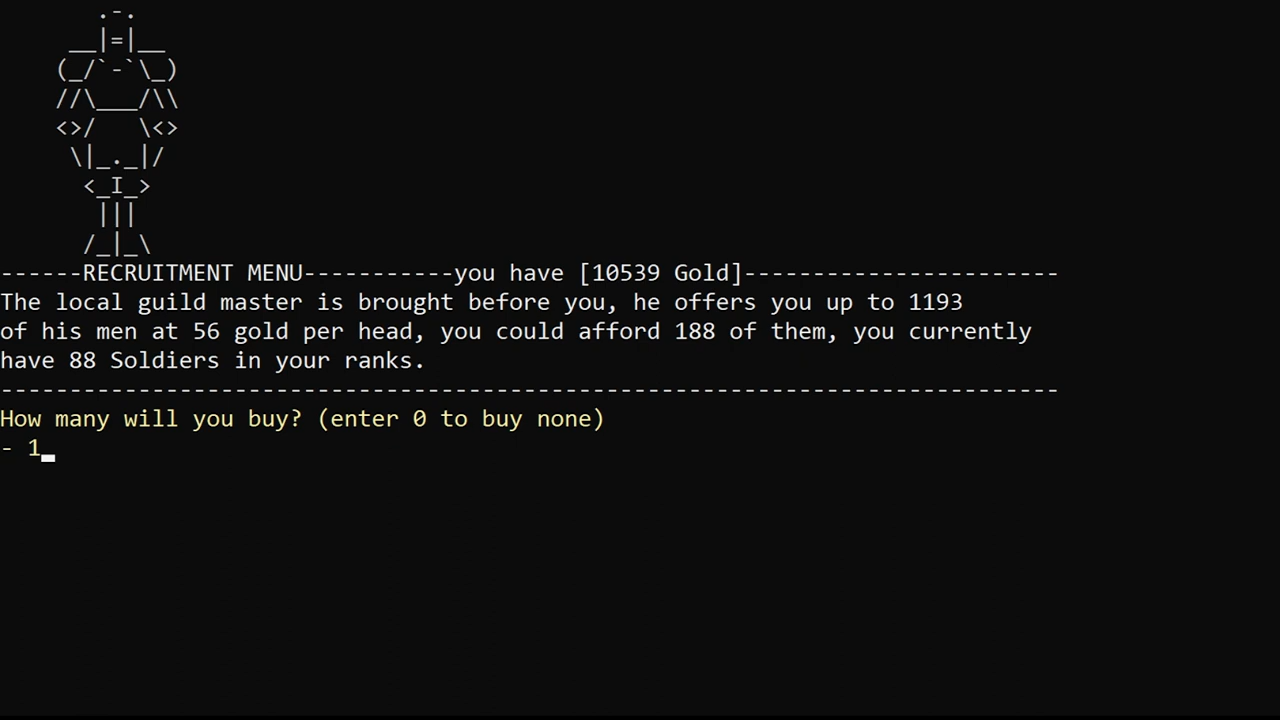 ------RECRUITMENT MENU-----------you have [10539 Gold]-----------------------
The local guild master is brought before you, he offers you up to 1193
of his men at 56 gold per head, you could afford 188 of them, you currently
have 88 Soldiers in your ranks.
-----------------------------------------------------------------------------
How many will you buy? (enter 0 to buy none)
- 1_